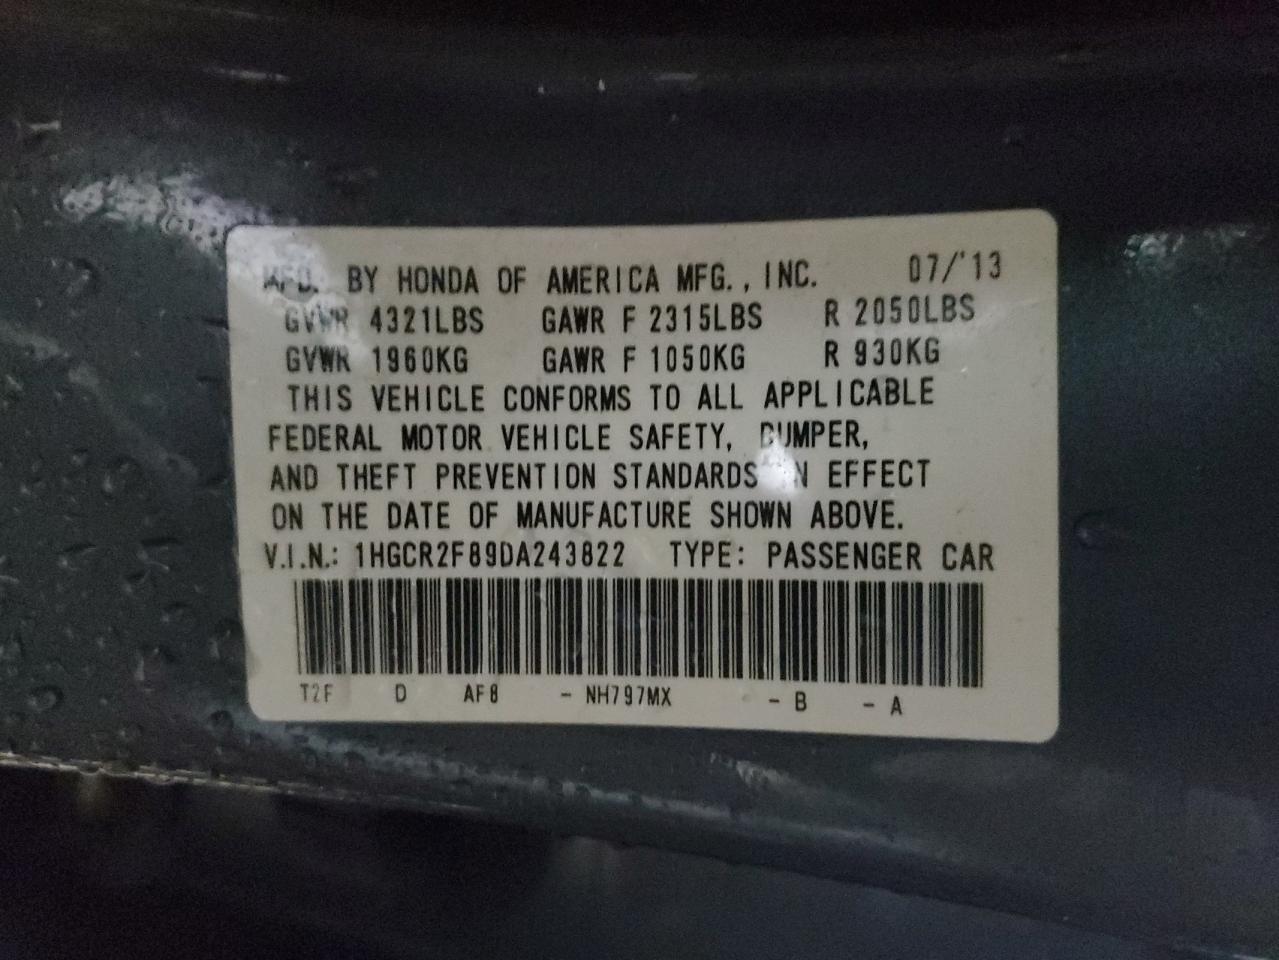 MFD. BY HONDA OF AMERICA MFG., INC. 07/'13
GVWR 4321LBS GAWR F 2315LBS R 2050LBS
GVWR 1960KG GAWR F 1050KG R 930KG
THIS VEHICLE CONFORMS TO ALL APPLICABLE
FEDERAL MOTOR VEHICLE SAFETY, BUMPER,
AND THEFT PREVENTION STANDARDS IN EFFECT
ON THE DATE OF MANUFACTURE SHOWN ABOVE.
V.I.N.: 1HGCR2F89DA243822 TYPE: PASSENGER CAR
T2F D AF8 - NH797MX - B - A